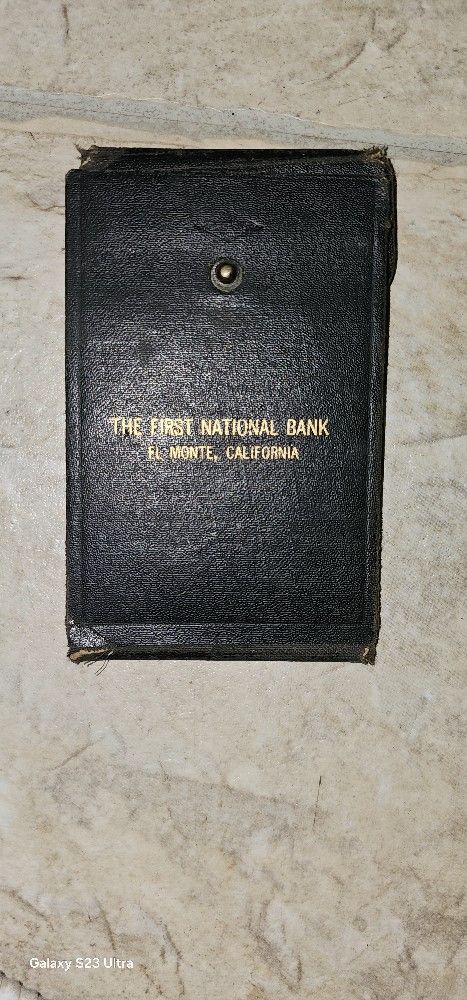 THE FIRST NATIONAL BANK
EL MONTE, CALIFORNIA
Galaxy S23 Ultra